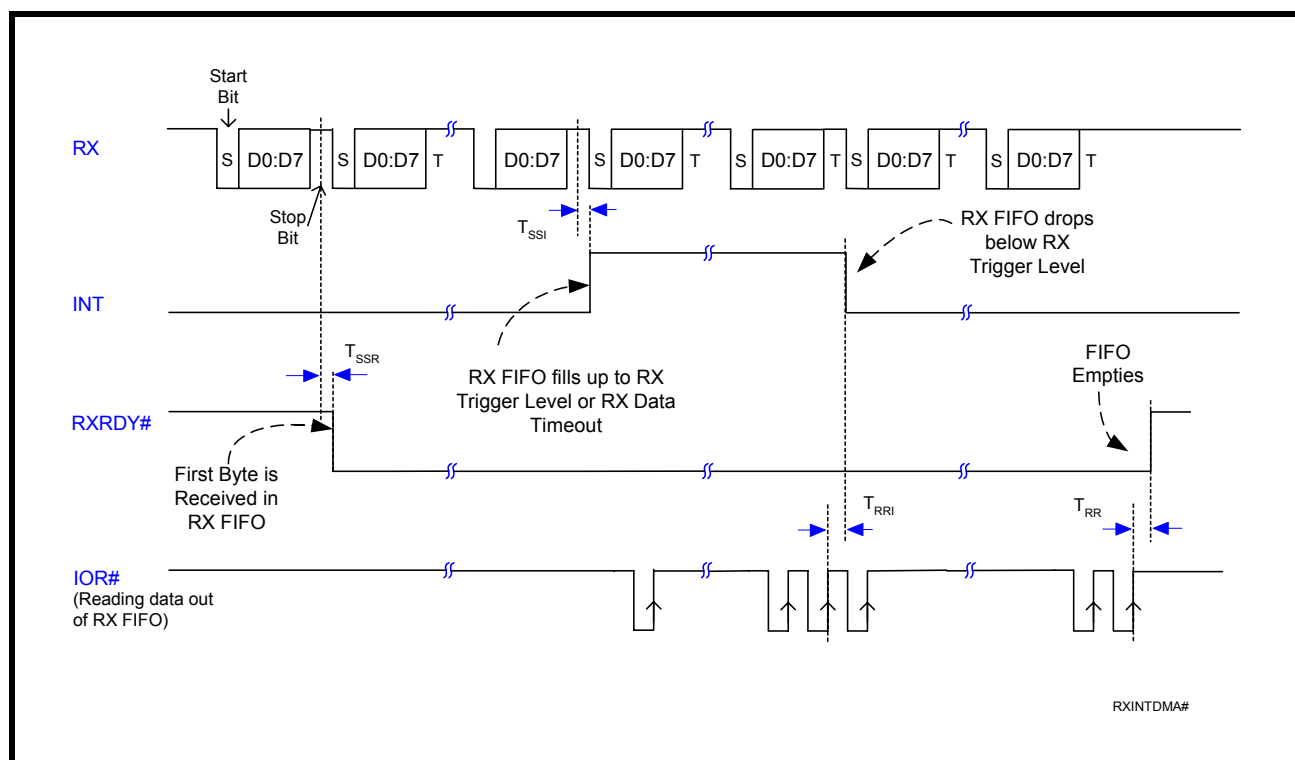 Start
Bit
RX
S D0:D7 S D0:D7 T D0:D7 S D0:D7 T S D0:D7 T S D0:D7 T S D0:D7 T
Stop
Bit
TSSI
RX FIFO drops
below RX
Trigger Level
INT
TSSR
RX FIFO fills up to RX
Trigger Level or RX Data
Timeout
FIFO
Empties
RXRDY#
First Byte is
Received in
RX FIFO
TRRI
TRR
IOR#
(Reading data out
of RX FIFO)
RXINTDMA#